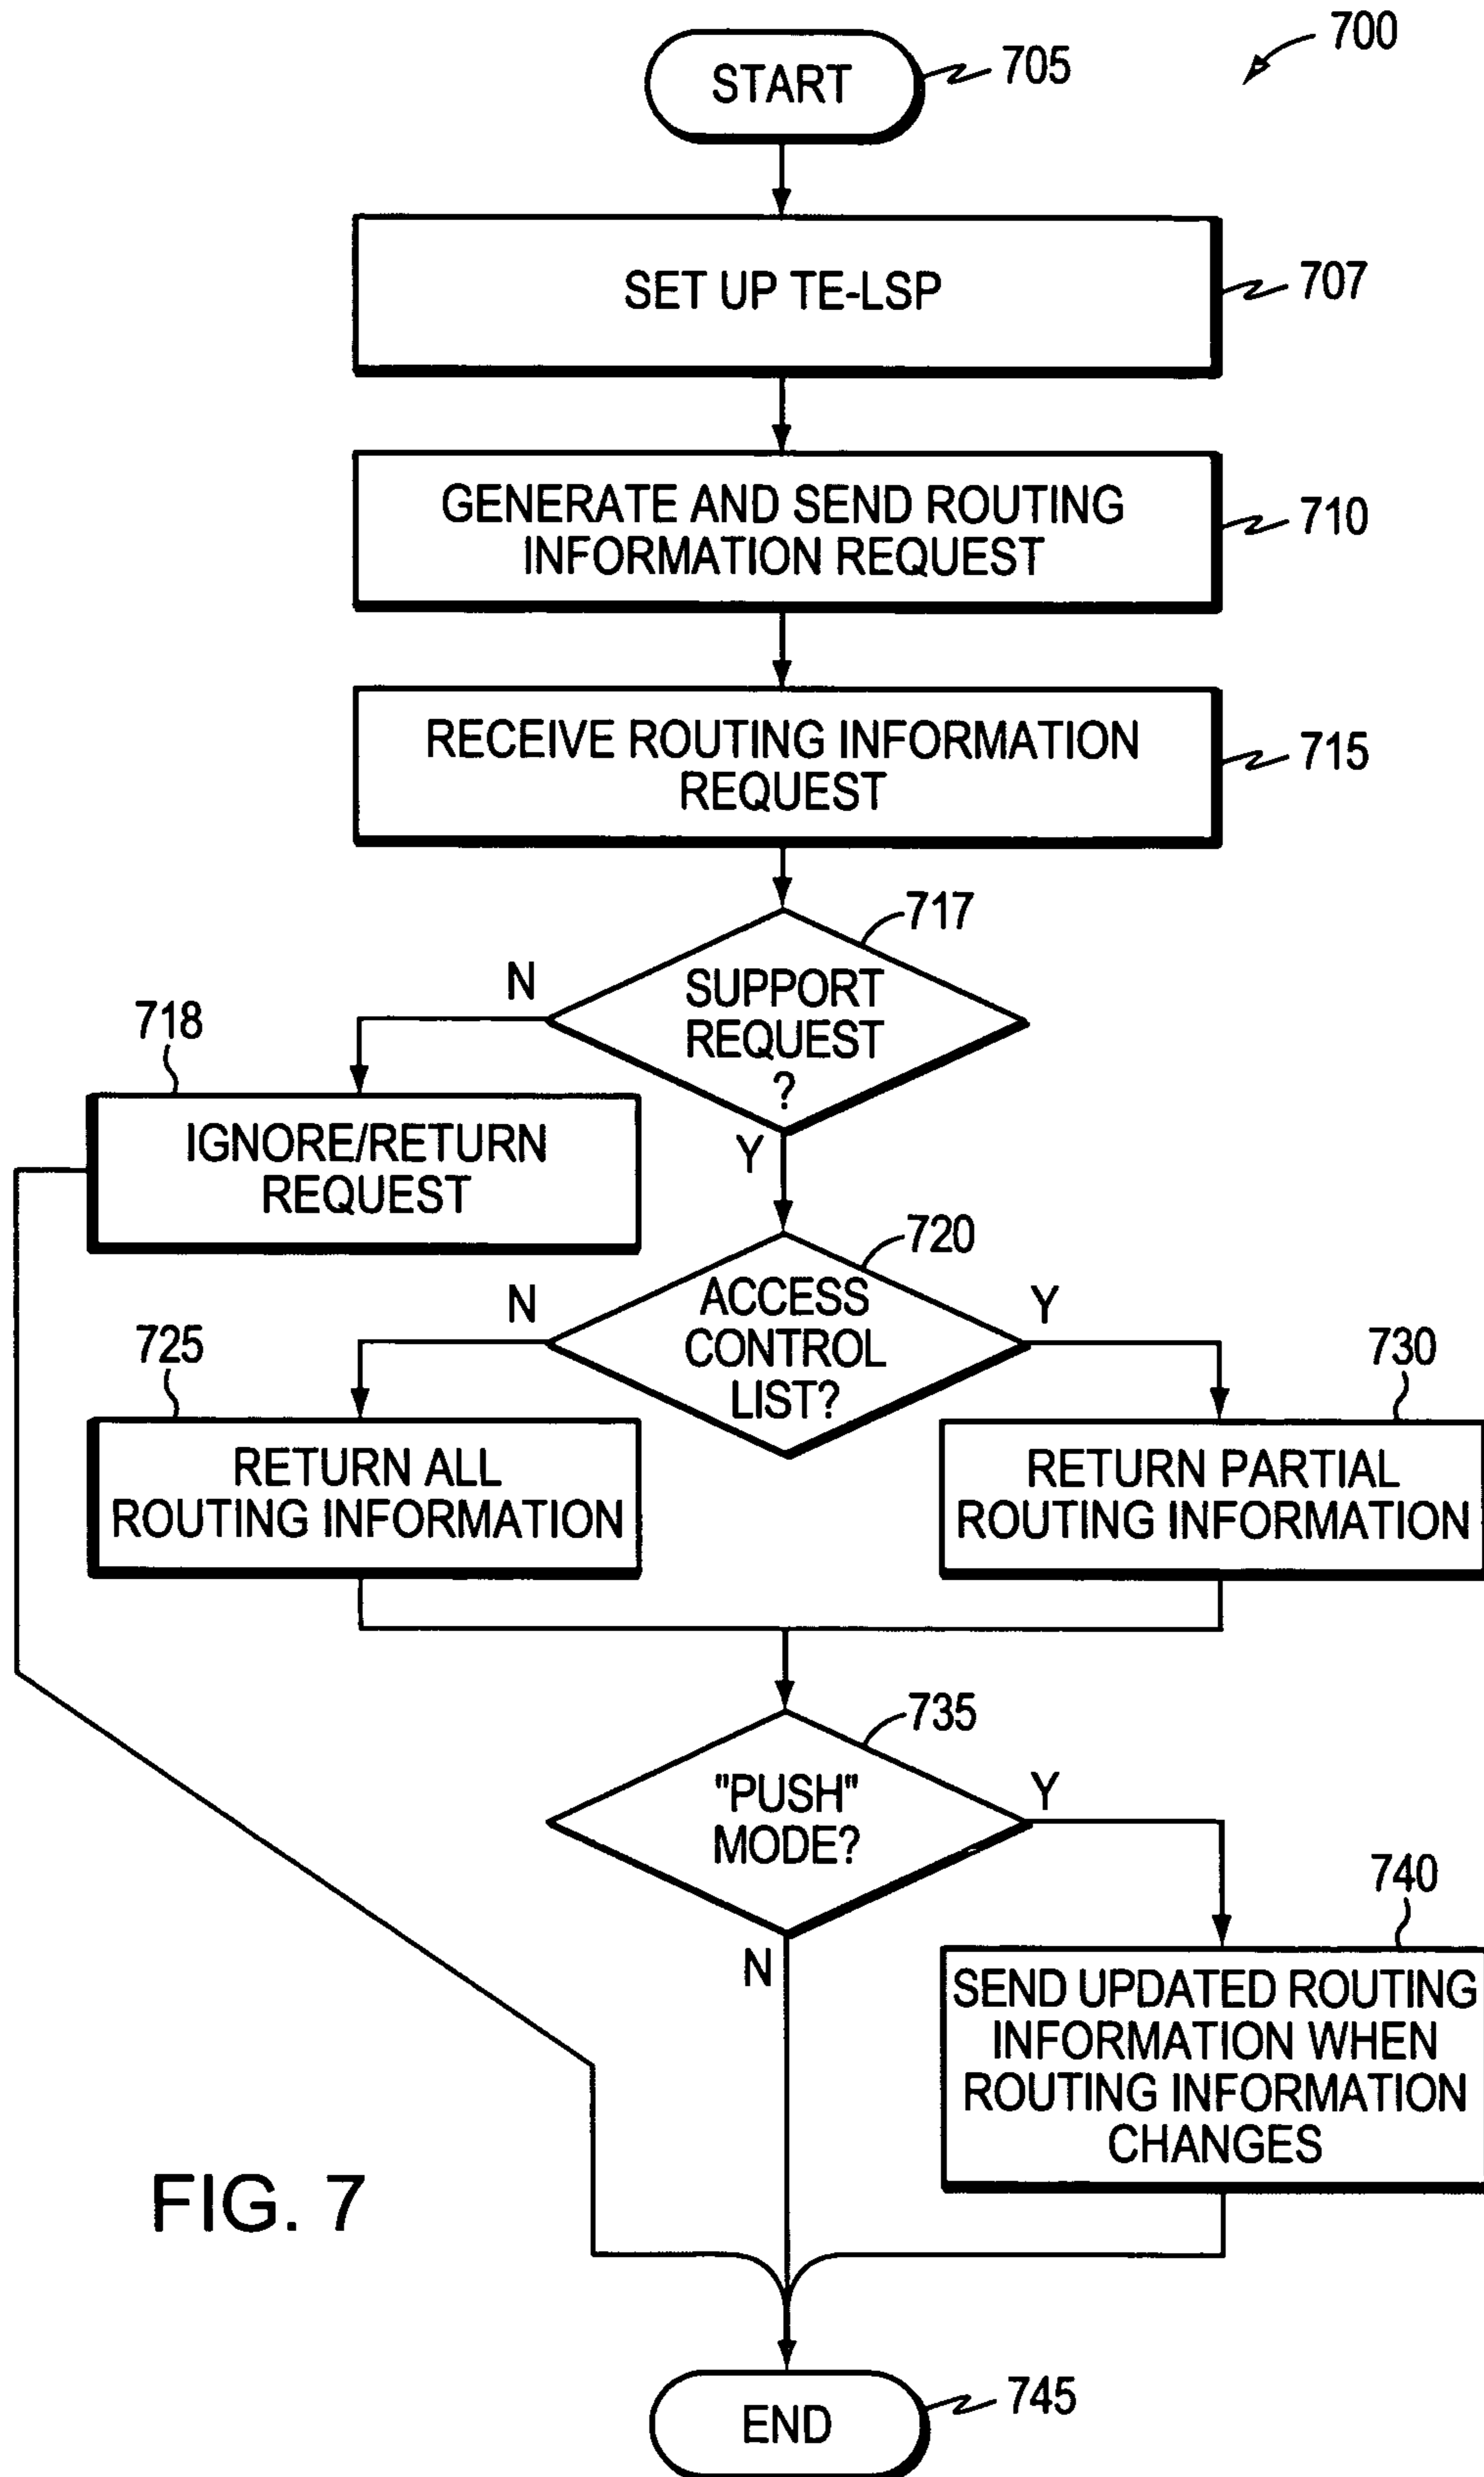 700
START
705
SET UP TE-LSP
707
GENERATE AND SEND ROUTING
INFORMATION REQUEST
710
RECEIVE ROUTING INFORMATION
REQUEST
715
717
SUPPORT
REQUEST
?
N
Y
718
IGNORE/RETURN
REQUEST
720
ACCESS
CONTROL
LIST?
N
Y
725
RETURN ALL
ROUTING INFORMATION
730
RETURN PARTIAL
ROUTING INFORMATION
735
"PUSH"
MODE?
Y
N
740
SEND UPDATED ROUTING
INFORMATION WHEN
ROUTING INFORMATION
CHANGES
FIG. 7
END
745